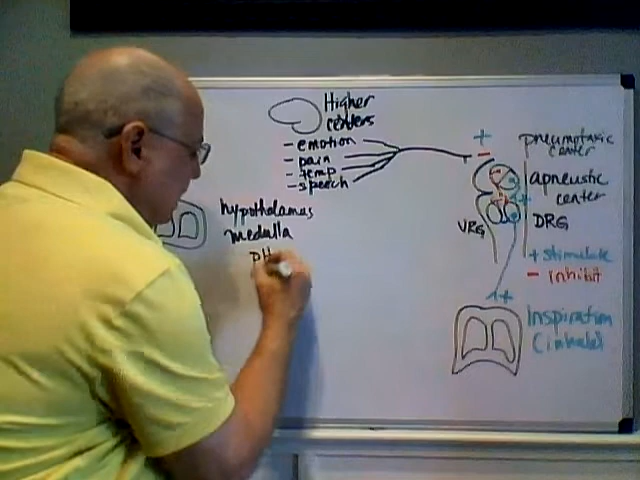 Higher
centers
- emotion
- pain
- temp
- speech
hypothalamus
medulla
pH
+
-
pneumotaxic
center
apneustic
center
VRG
DRG
+ stimulate
- inhibit
+
Inspiration
(inhale)